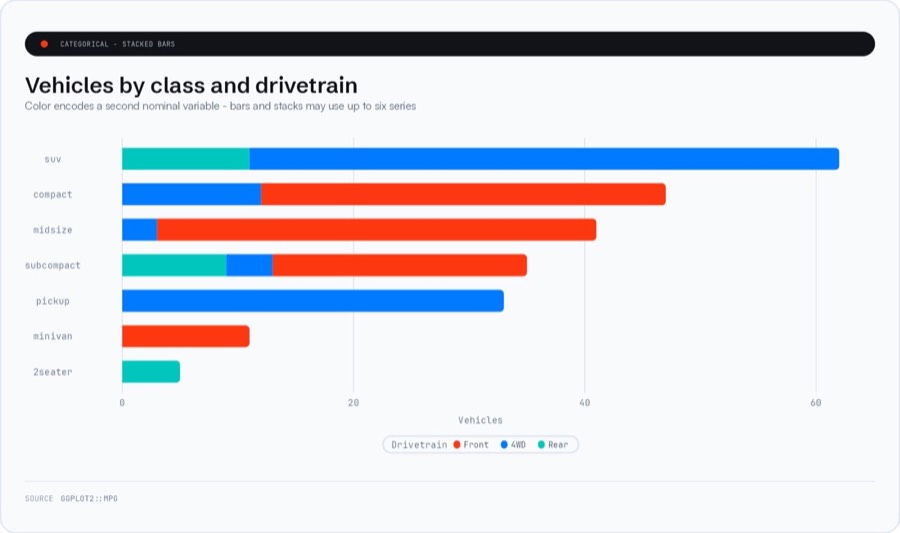 CATEGORICAL · STACKED BARS
Vehicles by class and drivetrain
Color encodes a second nominal variable - bars and stacks may use up to six series
suv
compact
midsize
subcompact
pickup
minivan
2seater
0 20 40 60
Vehicles
Drivetrain Front 4WD Rear
SOURCE GGPLOT2::MPG